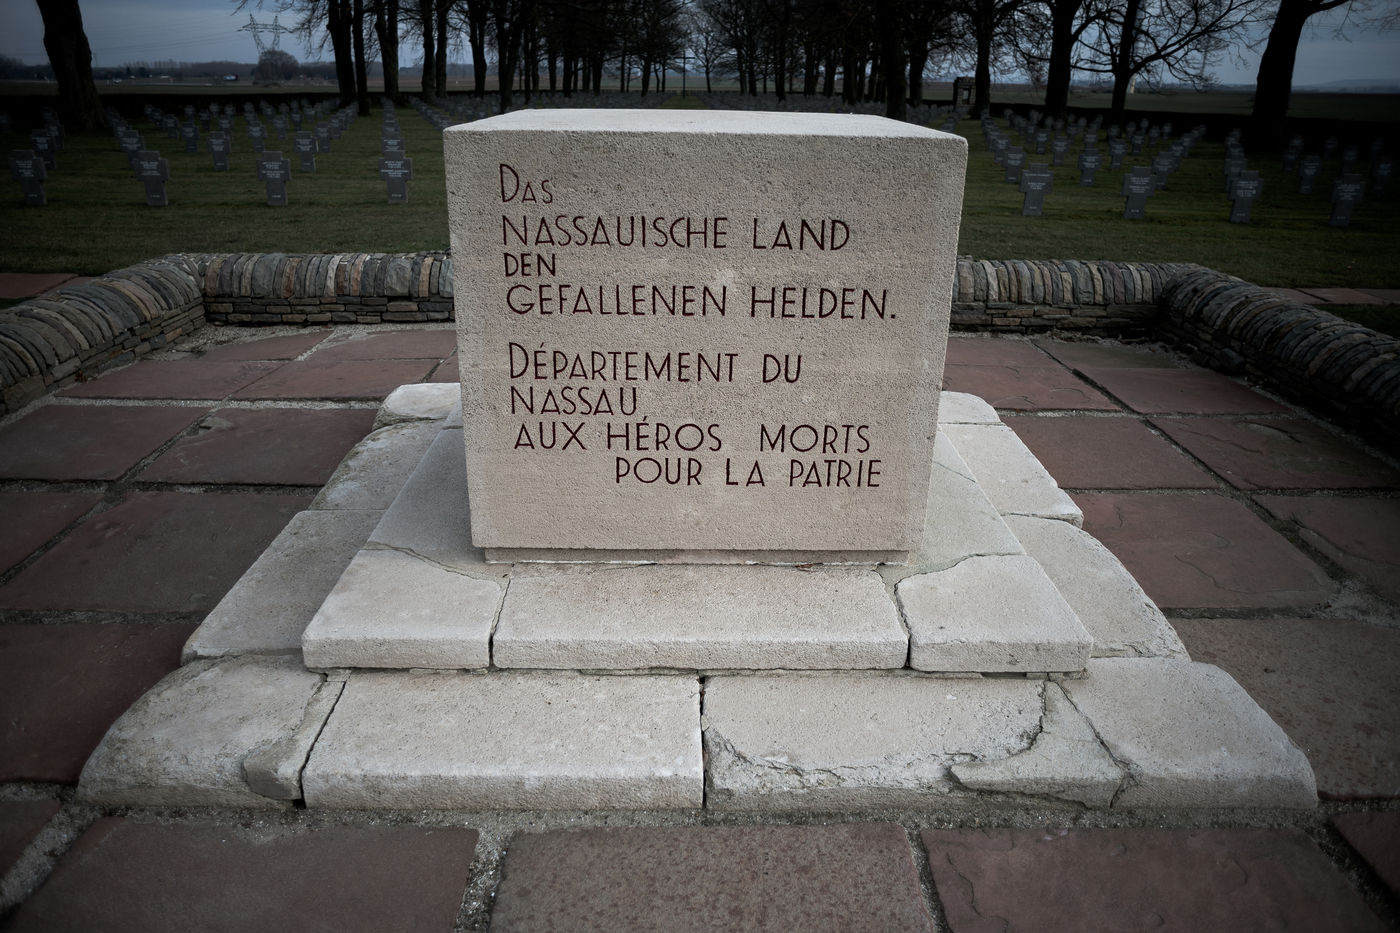 Das
NASSAUISCHE LAND
DEN
GEFALLENEN HELDEN.
DÉPARTEMENT DU
NASSAU,
AUX HÉROS MORTS
POUR LA PATRIE